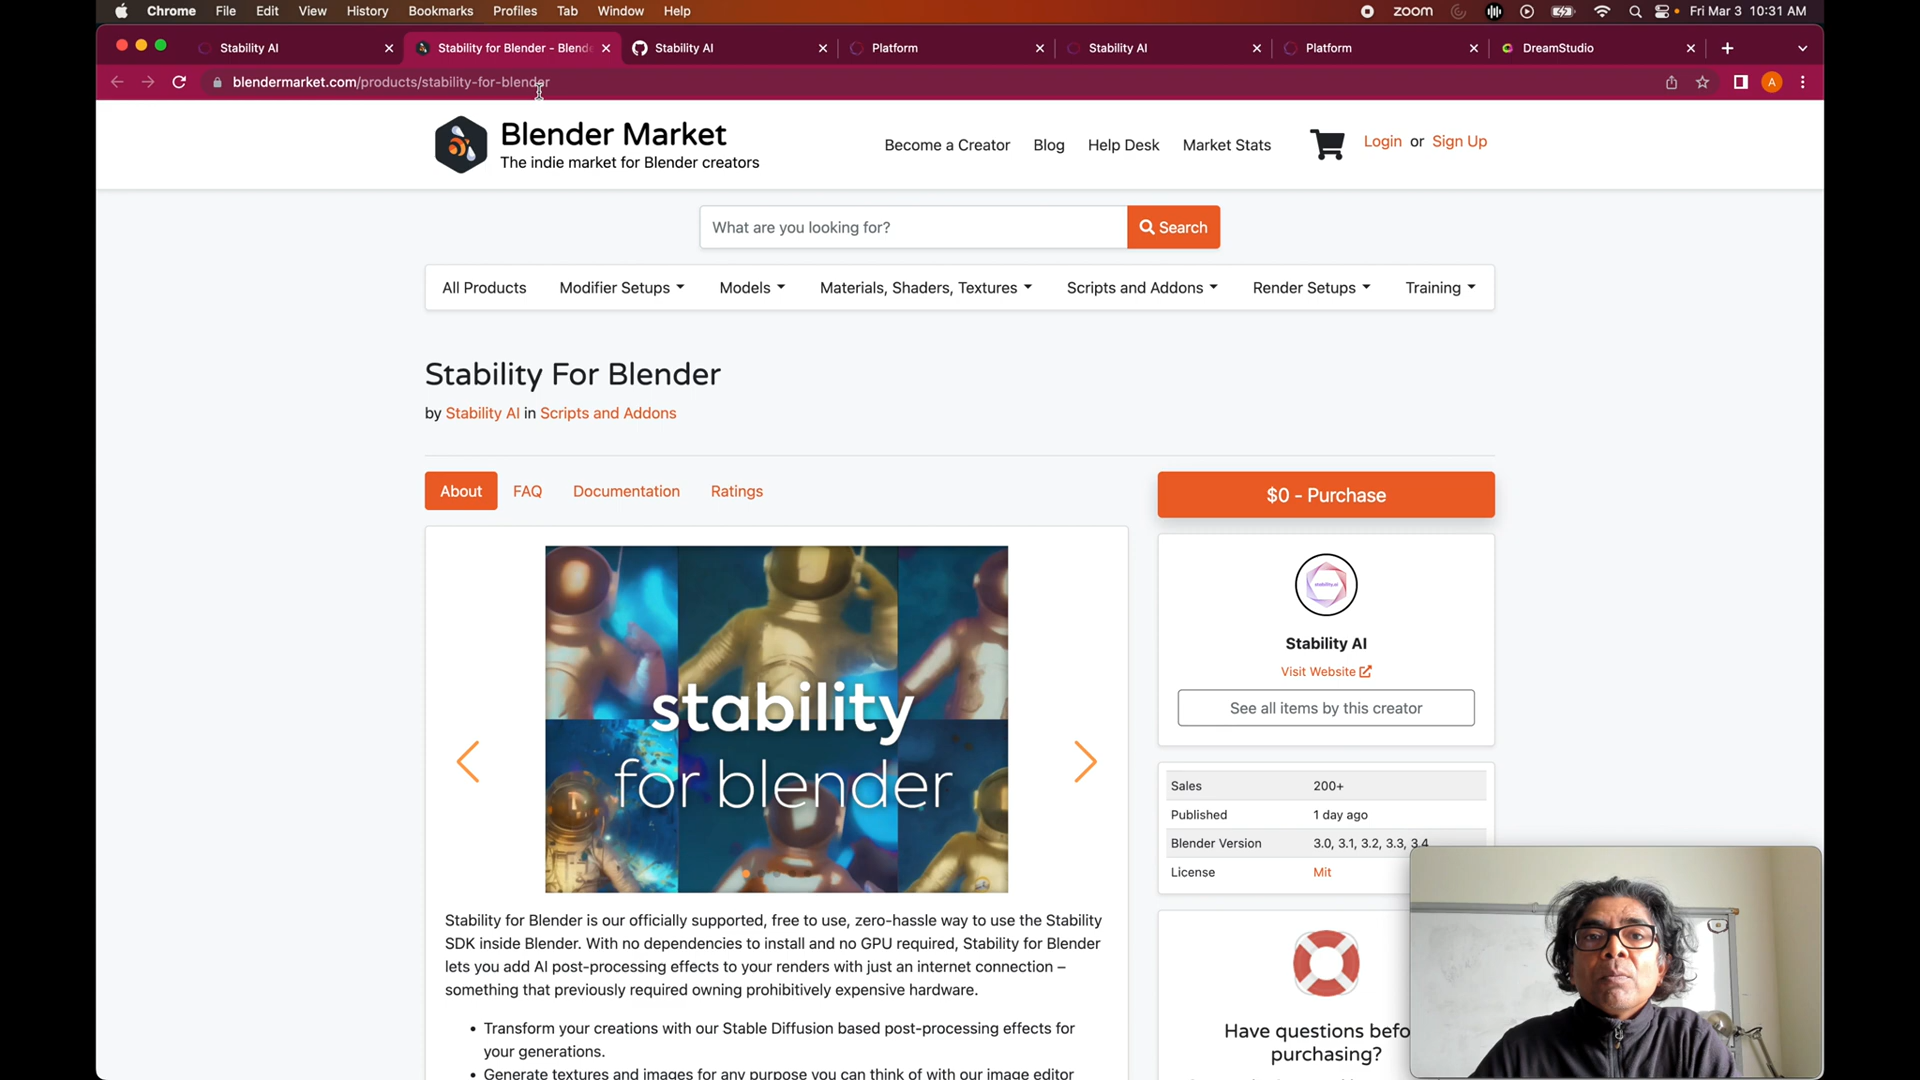 Chrome File Edit View History Bookmarks Profiles Tab Window Help zoom Fri Mar 3 10:31 AM
Stability AI Stability for Blender - Blende Stability AI Platform Stability AI Platform DreamStudio
blendermarket.com/products/stability-for-blender A
Blender Market
The indie market for Blender creators
Become a Creator Blog Help Desk Market Stats Login or Sign Up
What are you looking for? Search
All Products Modifier Setups Models Materials, Shaders, Textures Scripts and Addons Render Setups Training
Stability For Blender
by Stability AI in Scripts and Addons
About FAQ Documentation Ratings
$0 - Purchase
stability
for blender
stability.ai
Stability AI
Visit Website
See all items by this creator
Sales 200+
Published 1 day ago
Blender Version 3.0, 3.1, 3.2, 3.3, 3.4
License Mit
Stability for Blender is our officially supported, free to use, zero-hassle way to use the Stability
SDK inside Blender. With no dependencies to install and no GPU required, Stability for Blender
lets you add AI post-processing effects to your renders with just an internet connection –
something that previously required owning prohibitively expensive hardware.
• Transform your creations with our Stable Diffusion based post-processing effects for
your generations.
• Generate textures and images for any purpose you can think of with our image editor
Have questions befo
purchasing?